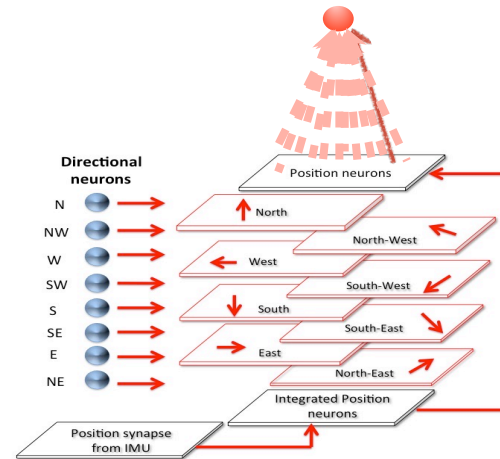 Directional
neurons
N
NW
W
SW
S
SE
E
NE
Position neurons
North
North-West
West
South-West
South
South-East
East
North-East
Integrated Position
neurons
Position synapse
from IMU